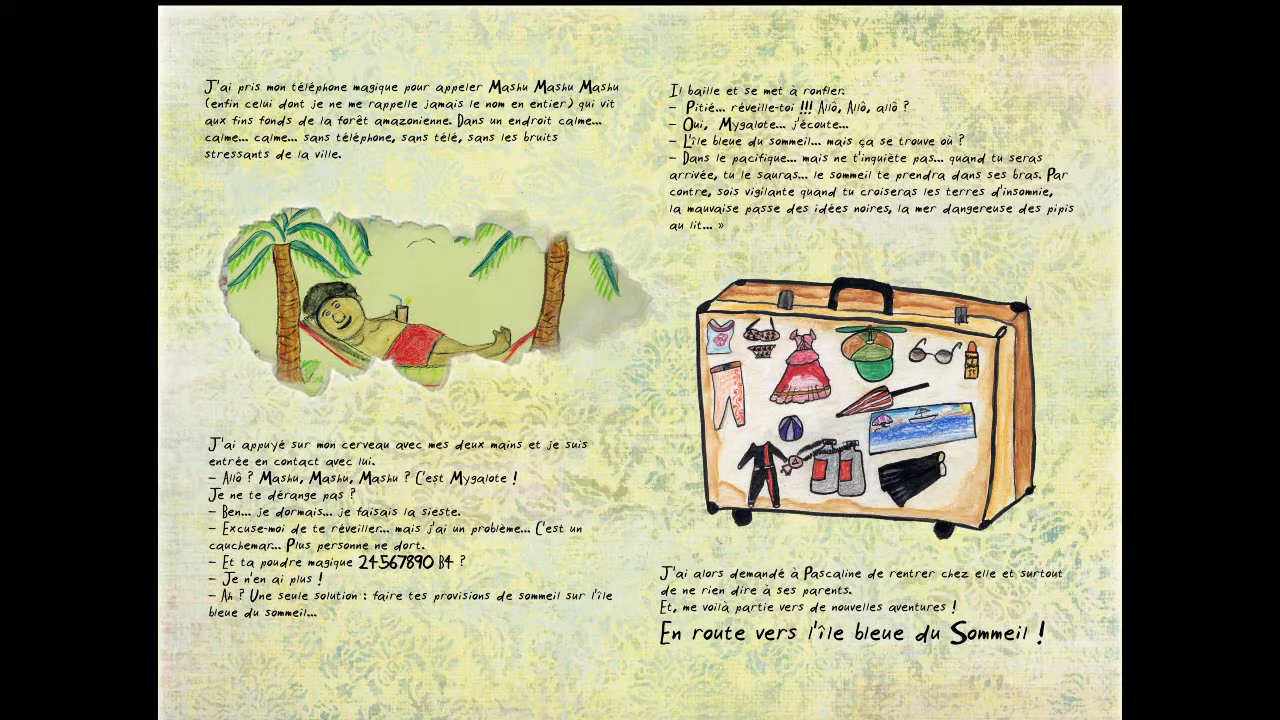 J'ai pris mon téléphone magique pour appeler Mashu Mashu Mashu
(enfin celui dont je ne me rappelle jamais le nom en entier) qui vit
aux fins fonds de la forêt amazonienne. Dans un endroit calme...
calme... calme... sans téléphone, sans télé, sans les bruits
stressants de la ville.
J'ai appuyé sur mon cerveau avec mes deux mains et je suis
entrée en contact avec lui.
– Allô ? Mashu, Mashu, Mashu ? C'est Mygalote !
Je ne te dérange pas ?
– Ben... je dormais... je faisais la sieste.
– Excuse-moi de te réveiller... mais j'ai un problème... C'est un
cauchemar... Plus personne ne dort.
– Et ta poudre magique 24567890 B4 ?
– Je n'en ai plus !
– Ah ? Une seule solution : faire tes provisions de sommeil sur l'île
bleue du sommeil...
Il baille et se met à ronfler.
– Pitié... réveille-toi !!! Allô, Allô, allô ?
– Oui, Mygalote... j'écoute...
– L'île bleue du sommeil... mais ça se trouve où ?
– Dans le pacifique... mais ne t'inquiète pas... quand tu seras
arrivée, tu le sauras... le sommeil te prendra dans ses bras. Par
contre, sois vigilante quand tu croiseras les terres d'insomnie,
la mauvaise passe des idées noires, la mer dangereuse des pipis
au lit... »
J'ai alors demandé à Pascaline de rentrer chez elle et surtout
de ne rien dire à ses parents.
Et, me voilà partie vers de nouvelles aventures !
En route vers l'île bleue du Sommeil !